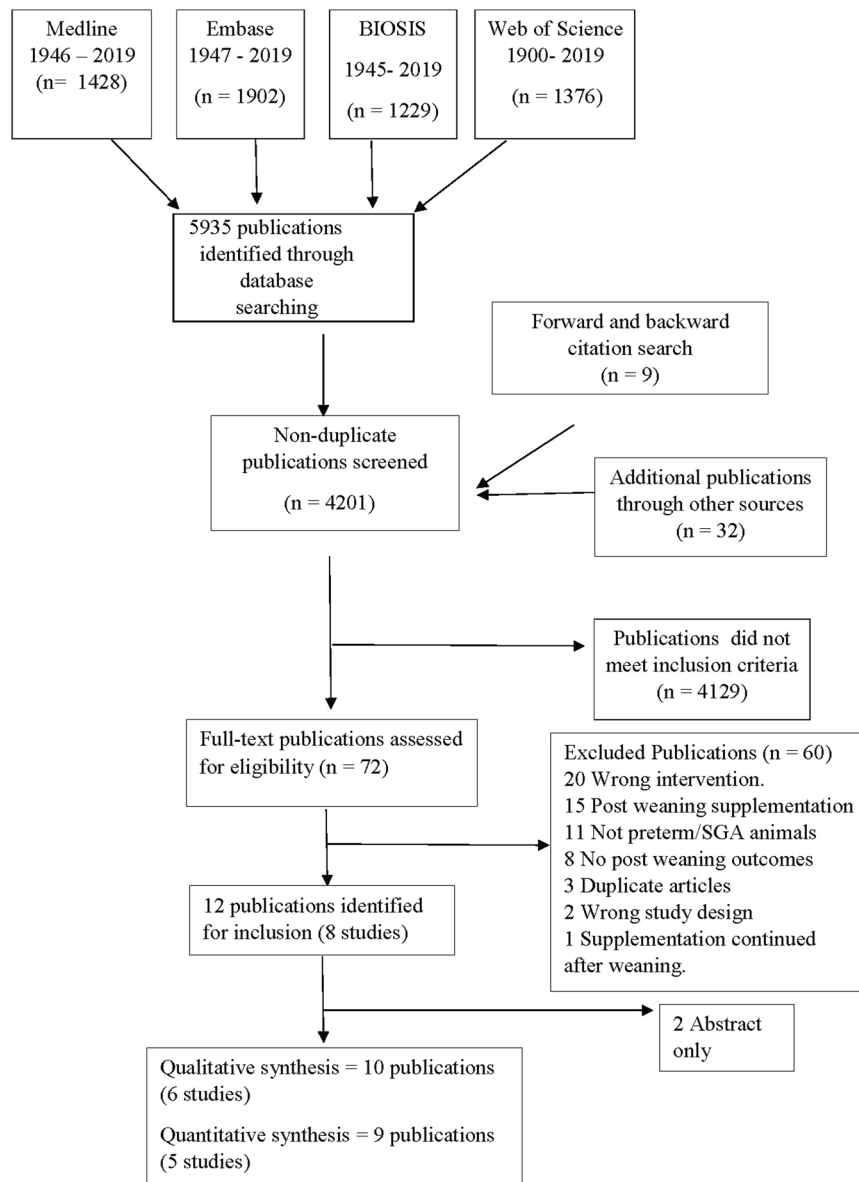 Medline
1946 – 2019
(n= 1428)
Embase
1947 - 2019
(n = 1902)
BIOSIS
1945- 2019
(n = 1229)
Web of Science
1900- 2019
(n = 1376)
5935 publications
identified through
database
searching
Forward and backward
citation search
(n = 9)
Non-duplicate
publications screened
(n = 4201)
Additional publications
through other sources
(n = 32)
Publications did not
meet inclusion criteria
(n = 4129)
Full-text publications assessed
for eligibility (n = 72)
Excluded Publications (n = 60)
20 Wrong intervention.
15 Post weaning supplementation
11 Not preterm/SGA animals
8 No post weaning outcomes
3 Duplicate articles
2 Wrong study design
1 Supplementation continued
after weaning.
12 publications identified
for inclusion (8 studies)
2 Abstract
only
Qualitative synthesis = 10 publications
(6 studies)
Quantitative synthesis = 9 publications
(5 studies)